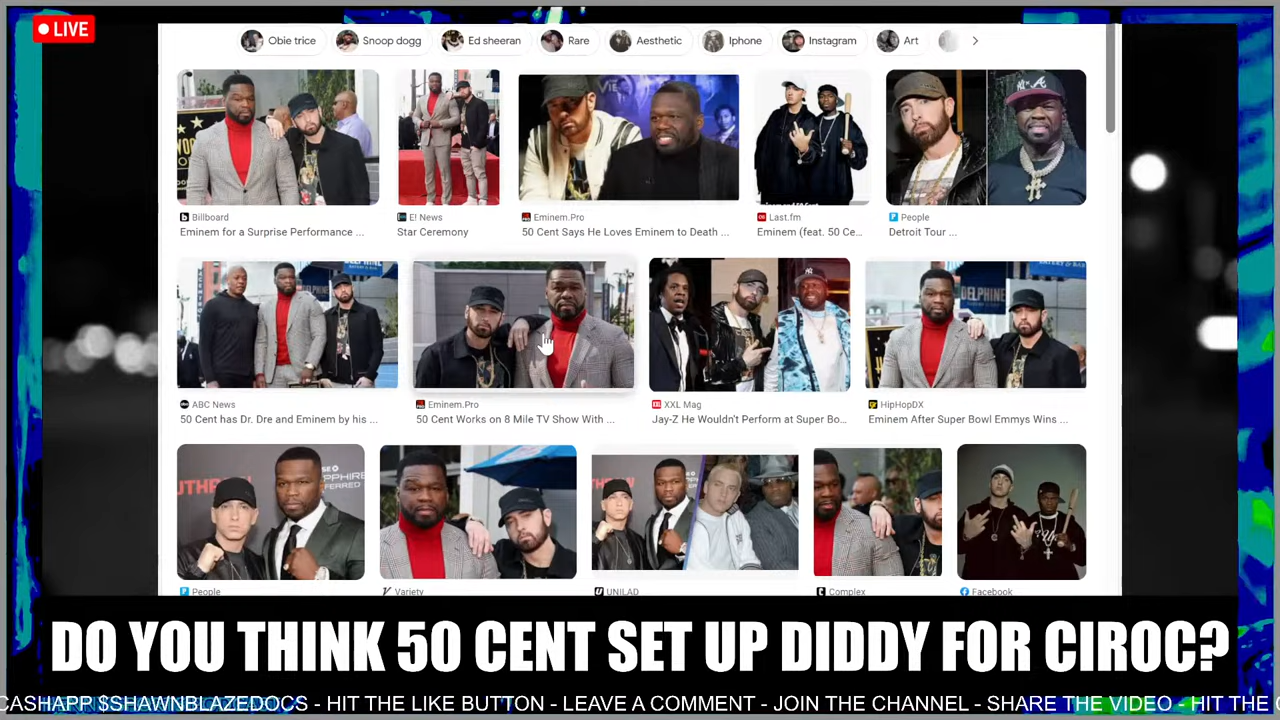 LIVE
Obie trice
Snoop dogg
Ed sheeran
Rare
Aesthetic
Iphone
Instagram
Art
Billboard
Eminem for a Surprise Performance ...
E! News
Star Ceremony
Eminem.Pro
50 Cent Says He Loves Eminem to Death ...
Last.fm
Eminem (feat. 50 Ce...
People
Detroit Tour ...
ABC News
50 Cent has Dr. Dre and Eminem by his ...
Eminem.Pro
50 Cent Works on 8 Mile TV Show With ...
XXL Mag
Jay-Z He Wouldn't Perform at Super Bo...
HipHopDX
Eminem After Super Bowl Emmys Wins ...
People
Variety
UNILAD
Complex
Facebook
DO YOU THINK 50 CENT SET UP DIDDY FOR CIROC?
CASHAPP $SHAWNBLAZEDOCS - HIT THE LIKE BUTTON - LEAVE A COMMENT - JOIN THE CHANNEL - SHARE THE VIDEO - HIT THE